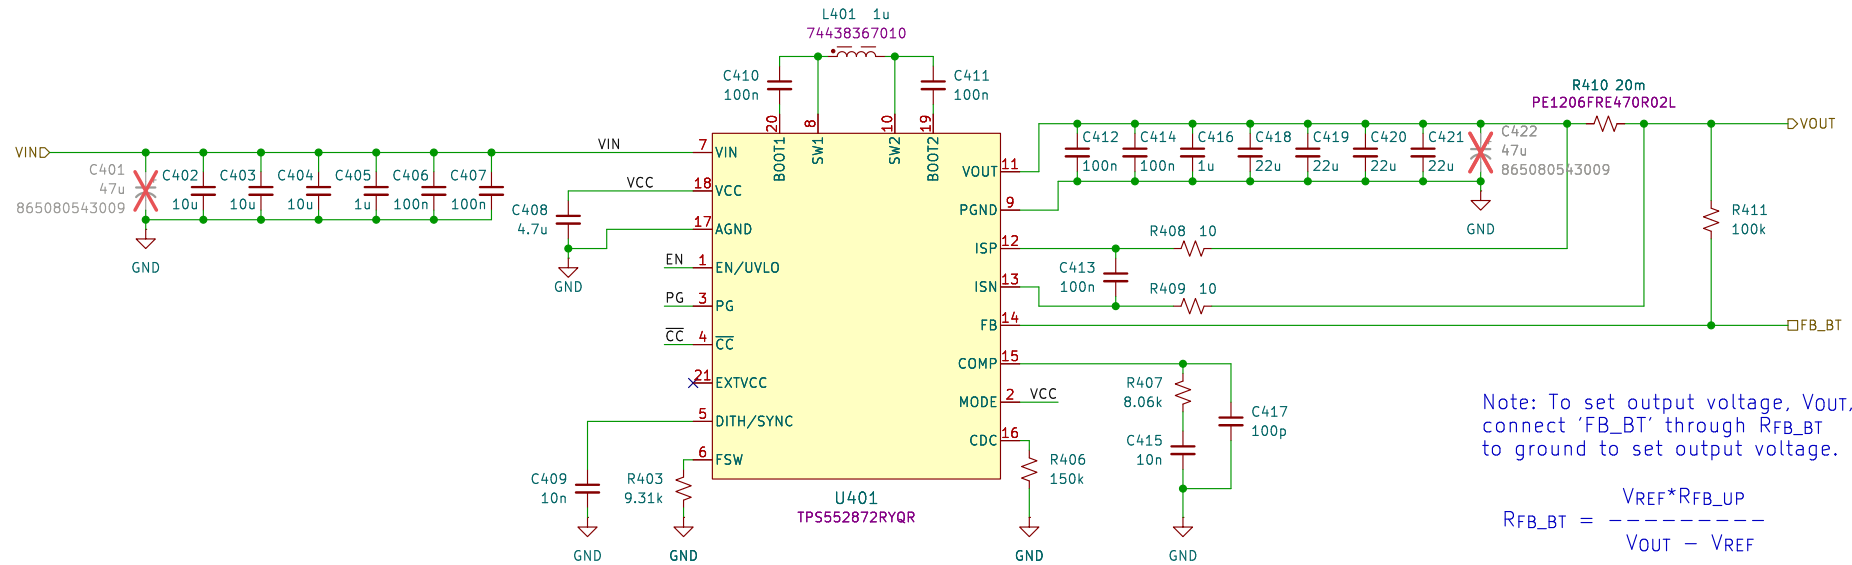 L401 1u
74438367010
C410
100n
C411
100n
R410 20m
PE1206FRE470R02L
20
8
10
19
BOOT1
SW1
SW2
BOOT2
VIN
VIN
7
VIN
C401
47u
865080543009
C402
10u
C403
10u
C404
10u
C405
1u
C406
100n
C407
100n
GND
VCC
18
VCC
C408
4.7u
17
AGND
GND
EN
1
EN/UVLO
PG
3
PG
CC
4
CC
21
EXTVCC
5
DITH/SYNC
6
FSW
C409
10n
R403
9.31k
GND
GND
U401
TPS552872RYQR
VOUT
11
PGND
9
C412
100n
C414
100n
C416
1u
C418
22u
C419
22u
C420
22u
C421
22u
C422
47u
865080543009
GND
VOUT
R411
100k
ISP
12
R408 10
C413
100n
ISN
13
R409 10
FB
14
FB_BT
COMP
15
R407
8.06k
C415
10n
C417
100p
GND
MODE
2
VCC
CDC
16
R406
150k
GND
Note: To set output voltage, VOUT,
connect 'FB_BT' through RFB_BT
to ground to set output voltage.
VREF*RFB_UP
RFB_BT = ---------
VOUT - VREF